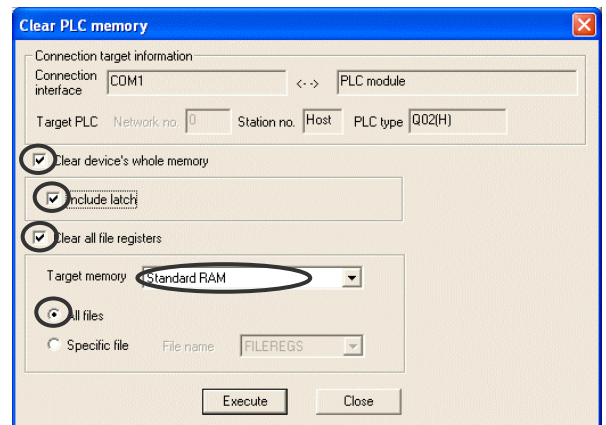 Clear PLC memory
Connection target information
Connection interface COM1 <--> PLC module
Target PLC Network no. 0 Station no. Host PLC type Q02(H)
Clear device's whole memory
Include latch
Clear all file registers
Target memory Standard RAM
All files
Specific file File name FILEREGS
Execute Close